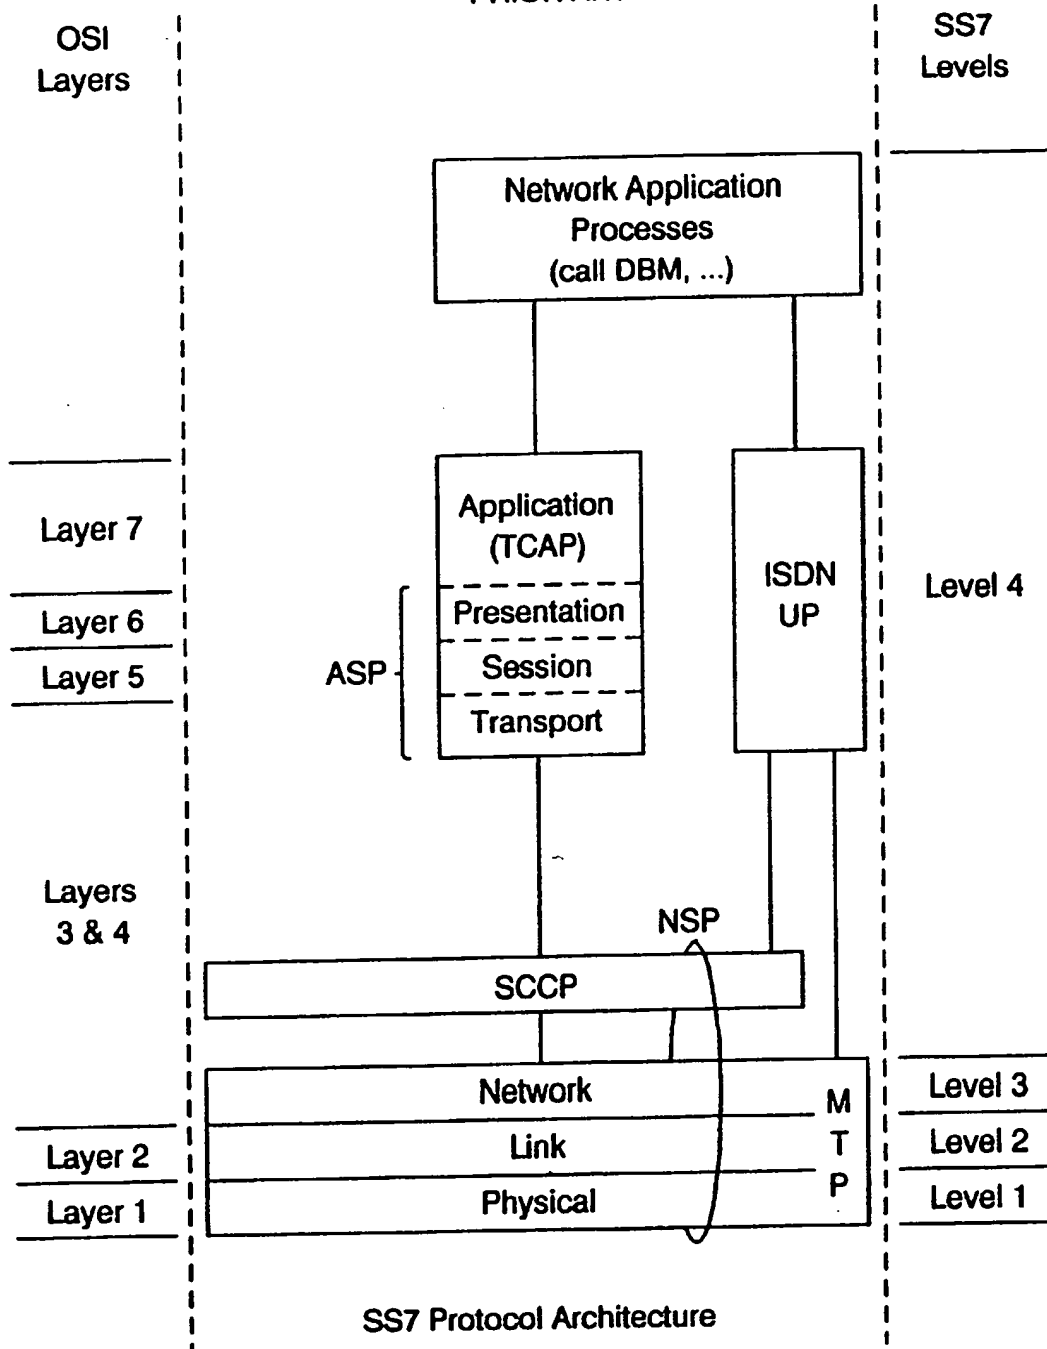 OSI
Layers
SS7
Levels
Network Application
Processes
(call DBM, ...)
Layer 7
Layer 6
Layer 5
Layers
3 & 4
Layer 2
Layer 1
ASP
Application
(TCAP)
Presentation
Session
Transport
ISDN
UP
NSP
SCCP
Network
Link
Physical
M
T
P
Level 4
Level 3
Level 2
Level 1
SS7 Protocol Architecture